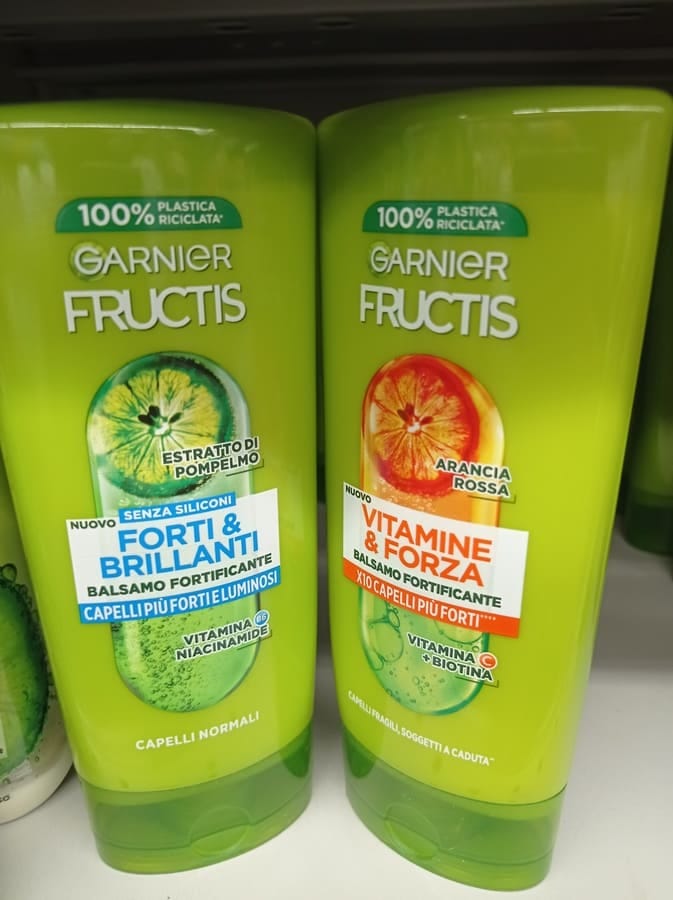 100% PLASTICA
RICICLATA*
GARNIER
FRUCTIS
ESTRATTO DI
POMPELMO
NUOVO
SENZA SILICONI
FORTI &
BRILLANTI
BALSAMO FORTIFICANTE
CAPELLI PIÙ FORTI E LUMINOSI
VITAMINA B6
NIACINAMIDE
CAPELLI NORMALI
100% PLASTICA
RICICLATA*
GARNIER
FRUCTIS
ARANCIA
ROSSA
NUOVO
VITAMINE
& FORZA
BALSAMO FORTIFICANTE
X10 CAPELLI PIÙ FORTI****
VITAMINA C
+ BIOTINA
CAPELLI FRAGILI, SOGGETTI A CADUTA**